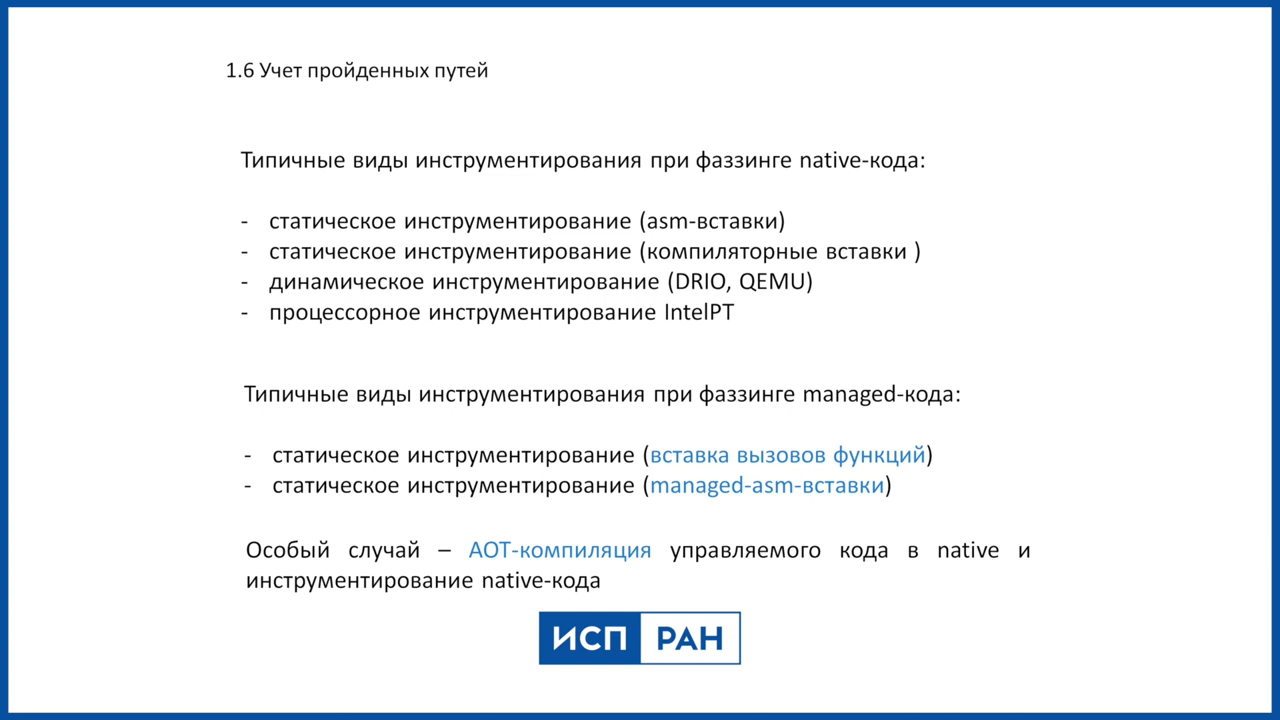 1.6 Учет пройденных путей
Типичные виды инструментирования при фаззинге native-кода:
- статическое инструментирование (asm-вставки)
- статическое инструментирование (компиляторные вставки )
- динамическое инструментирование (DRIO, QEMU)
- процессорное инструментирование IntelPT
Типичные виды инструментирования при фаззинге managed-кода:
- статическое инструментирование (вставка вызовов функций)
- статическое инструментирование (managed-asm-вставки)
Особый случай – АОТ-компиляция управляемого кода в native и
инструментирование native-кода
ИСП РАН